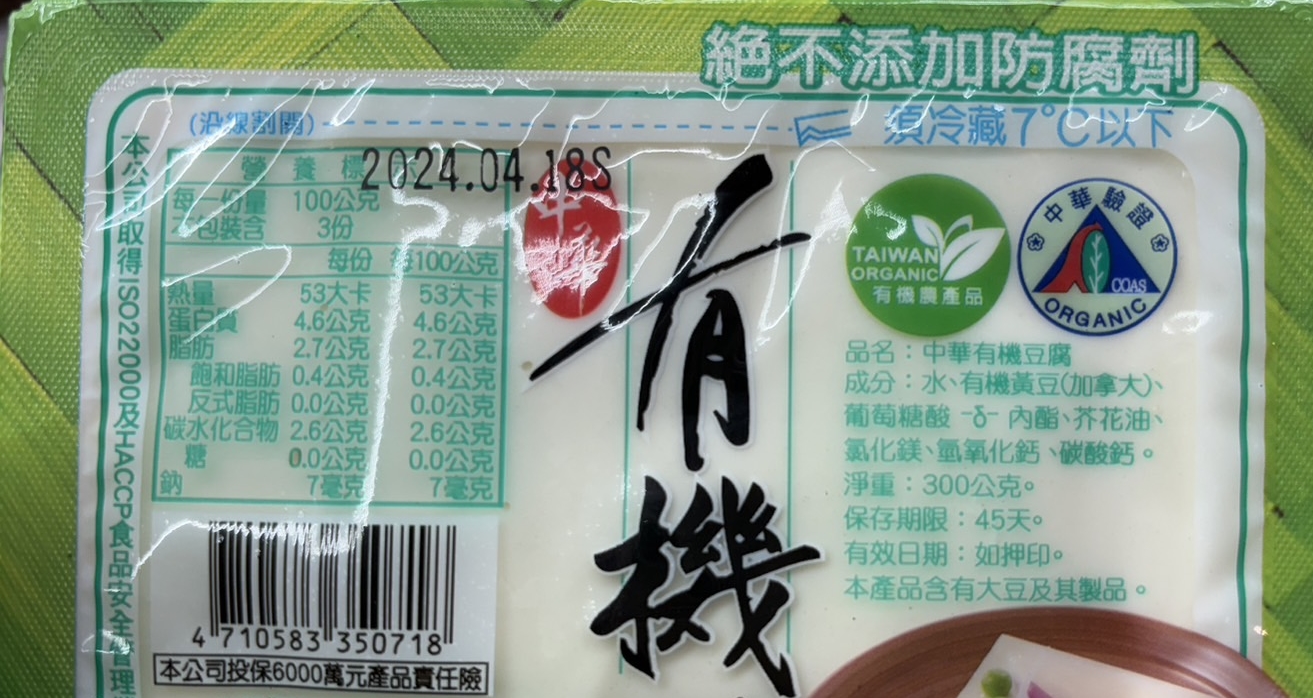 絕不添加防腐劑
(沿線割開)
須冷藏7°C以下
本公司取得ISO22000及HACCP食品安全管理
營養標
2024.04.18S
每一份量 100公克
包裝含 3份
每份 每100公克
熱量 53大卡 53大卡
蛋白質 4.6公克 4.6公克
脂肪 2.7公克 2.7公克
飽和脂肪 0.4公克 0.4公克
反式脂肪 0.0公克 0.0公克
碳水化合物 2.6公克 2.6公克
糖 0.0公克 0.0公克
鈉 7毫克 7毫克
4 710583 350718
本公司投保6000萬元產品責任險
中華
有機
TAIWAN
ORGANIC
有機農產品
中華驗證
COAS
ORGANIC
品名：中華有機豆腐
成分：水、有機黃豆(加拿大)、
葡萄糖酸 -δ- 內酯、芥花油、
氯化鎂、氫氧化鈣、碳酸鈣。
淨重：300公克。
保存期限：45天。
有效日期：如押印。
本產品含有大豆及其製品。